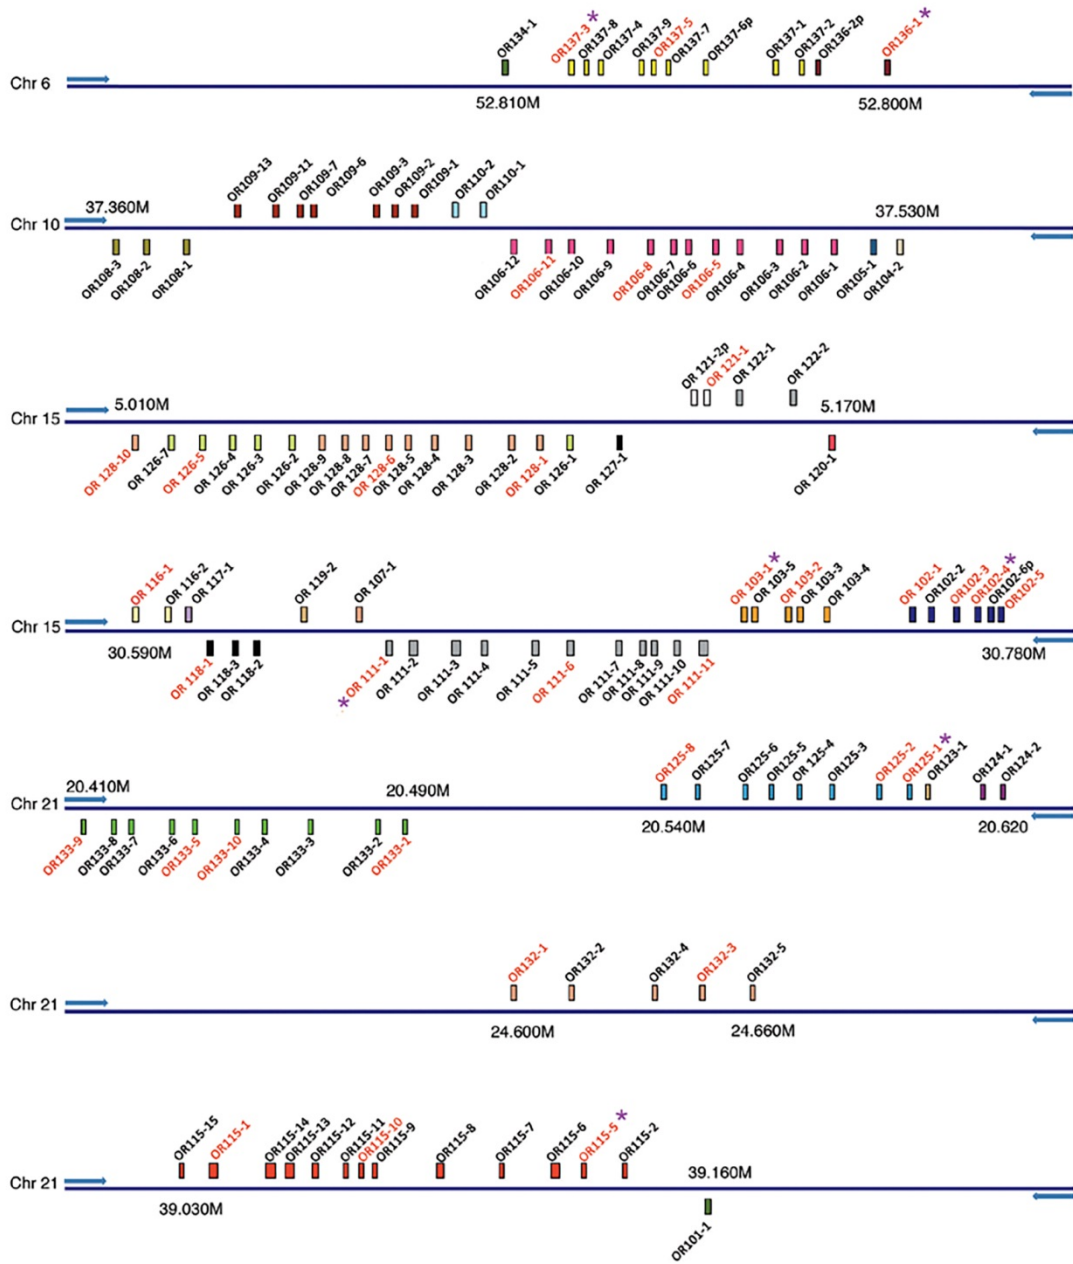 OR134-1 OR137-3 * OR137-8 OR137-4 OR137-9 OR137-5 OR137-7 OR137-6p OR137-1 OR137-2 OR136-2p OR136-1 *
Chr 6
52.810M 52.800M
OR109-13 OR109-11 OR109-7 OR109-6 OR109-3 OR109-2 OR109-1 OR110-2 OR110-1
37.360M 37.530M
Chr 10
OR108-3 OR108-2 OR108-1 OR106-12 OR106-11 OR106-10 OR106-9 OR106-8 OR106-7 OR106-6 OR106-5 OR106-4 OR106-3 OR106-2 OR106-1 OR105-1 OR104-2
OR 121-2p OR 121-1 OR 122-1 OR 122-2
5.010M 5.170M
Chr 15
OR 128-10 OR 126-7 OR 126-5 OR 126-4 OR 126-3 OR 126-2 OR 128-9 OR 128-8 OR 128-7 OR 128-6 OR 128-5 OR 128-4 OR 128-3 OR 128-2 OR 128-1 OR 126-1 OR 127-1 OR 120-1
OR 116-1 OR 116-2 OR 117-1 OR 119-2 OR 107-1 OR 103-1 * OR 103-5 OR 103-2 OR 103-3 OR 103-4 OR 102-1 OR102-2 OR102-3 OR102-4 * OR102-6p OR102-5
Chr 15
30.590M 30.780M
OR 118-1 OR 118-3 OR 118-2 * OR 111-1 OR 111-2 OR 111-3 OR 111-4 OR 111-5 OR 111-6 OR 111-7 OR 111-8 OR 111-9 OR 111-10 OR 111-11
OR125-8 OR125-7 OR125-6 OR125-5 OR 125-4 OR125-3 OR125-2 OR125-1 * OR123-1 OR124-1 OR124-2
20.410M 20.490M
Chr 21
20.540M 20.620
OR133-9 OR133-8 OR133-7 OR133-6 OR133-5 OR133-10 OR133-4 OR133-3 OR133-2 OR133-1
OR132-1 OR132-2 OR132-4 OR132-3 OR132-5
Chr 21
24.600M 24.660M
OR115-15 OR115-1 OR115-14 OR115-13 OR115-12 OR115-11 OR115-10 OR115-9 OR115-8 OR115-7 OR115-6 OR115-5 * OR115-2
39.160M
Chr 21
39.030M
OR101-1